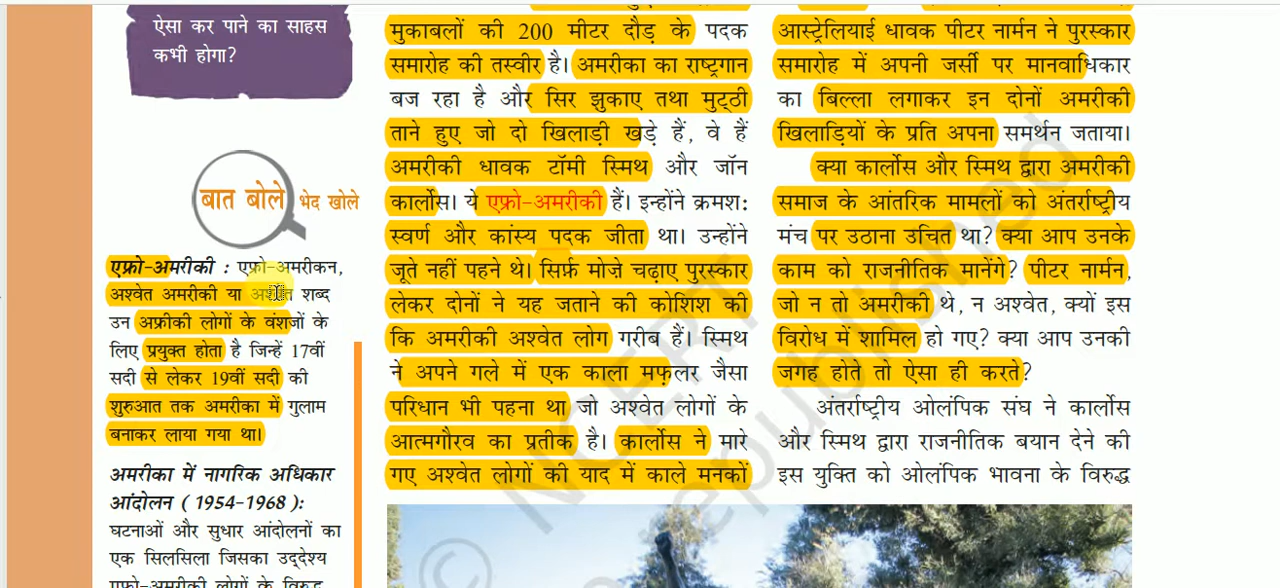 ऐसा कर पाने का साहस
कभी होगा?
बात बोले भेद खोले
एफ्रो-अमरीकी : एफ्रो-अमरीकन,
अश्वेत अमरीकी या अश्वेत शब्द
उन अफ्रीकी लोगों के वंशजों के
लिए प्रयुक्त होता है जिन्हें 17वीं
सदी से लेकर 19वीं सदी की
शुरुआत तक अमरीका में गुलाम
बनाकर लाया गया था।
अमरीका में नागरिक अधिकार
आंदोलन ( 1954-1968 ):
घटनाओं और सुधार आंदोलनों का
एक सिलसिला जिसका उद्देश्य
एफ्रो-अमरीकी लोगों के विरुद्ध
मुकाबलों की 200 मीटर दौड़ के पदक
समारोह की तस्वीर है। अमरीका का राष्ट्रगान
बज रहा है और सिर झुकाए तथा मुट्ठी
ताने हुए जो दो खिलाड़ी खड़े हैं, वे हैं
अमरीकी धावक टॉमी स्मिथ और जॉन
कार्लोस। ये एफ्रो-अमरीकी हैं। इन्होंने क्रमश:
स्वर्ण और कांस्य पदक जीता था। उन्होंने
जूते नहीं पहने थे। सिर्फ़ मोज़े चढ़ाए पुरस्कार
लेकर दोनों ने यह जताने की कोशिश की
कि अमरीकी अश्वेत लोग गरीब हैं। स्मिथ
ने अपने गले में एक काला मफ़लर जैसा
परिधान भी पहना था जो अश्वेत लोगों के
आत्मगौरव का प्रतीक है। कार्लोस ने मारे
गए अश्वेत लोगों की याद में काले मनकों
आस्ट्रेलियाई धावक पीटर नार्मन ने पुरस्कार
समारोह में अपनी जर्सी पर मानवाधिकार
का बिल्ला लगाकर इन दोनों अमरीकी
खिलाड़ियों के प्रति अपना समर्थन जताया।
क्या कार्लोस और स्मिथ द्वारा अमरीकी
समाज के आंतरिक मामलों को अंतर्राष्ट्रीय
मंच पर उठाना उचित था? क्या आप उनके
काम को राजनीतिक मानेंगे? पीटर नार्मन,
जो न तो अमरीकी थे, न अश्वेत, क्यों इस
विरोध में शामिल हो गए? क्या आप उनकी
जगह होते तो ऐसा ही करते?
अंतर्राष्ट्रीय ओलंपिक संघ ने कार्लोस
और स्मिथ द्वारा राजनीतिक बयान देने की
इस युक्ति को ओलंपिक भावना के विरुद्ध
© NCERT
republished